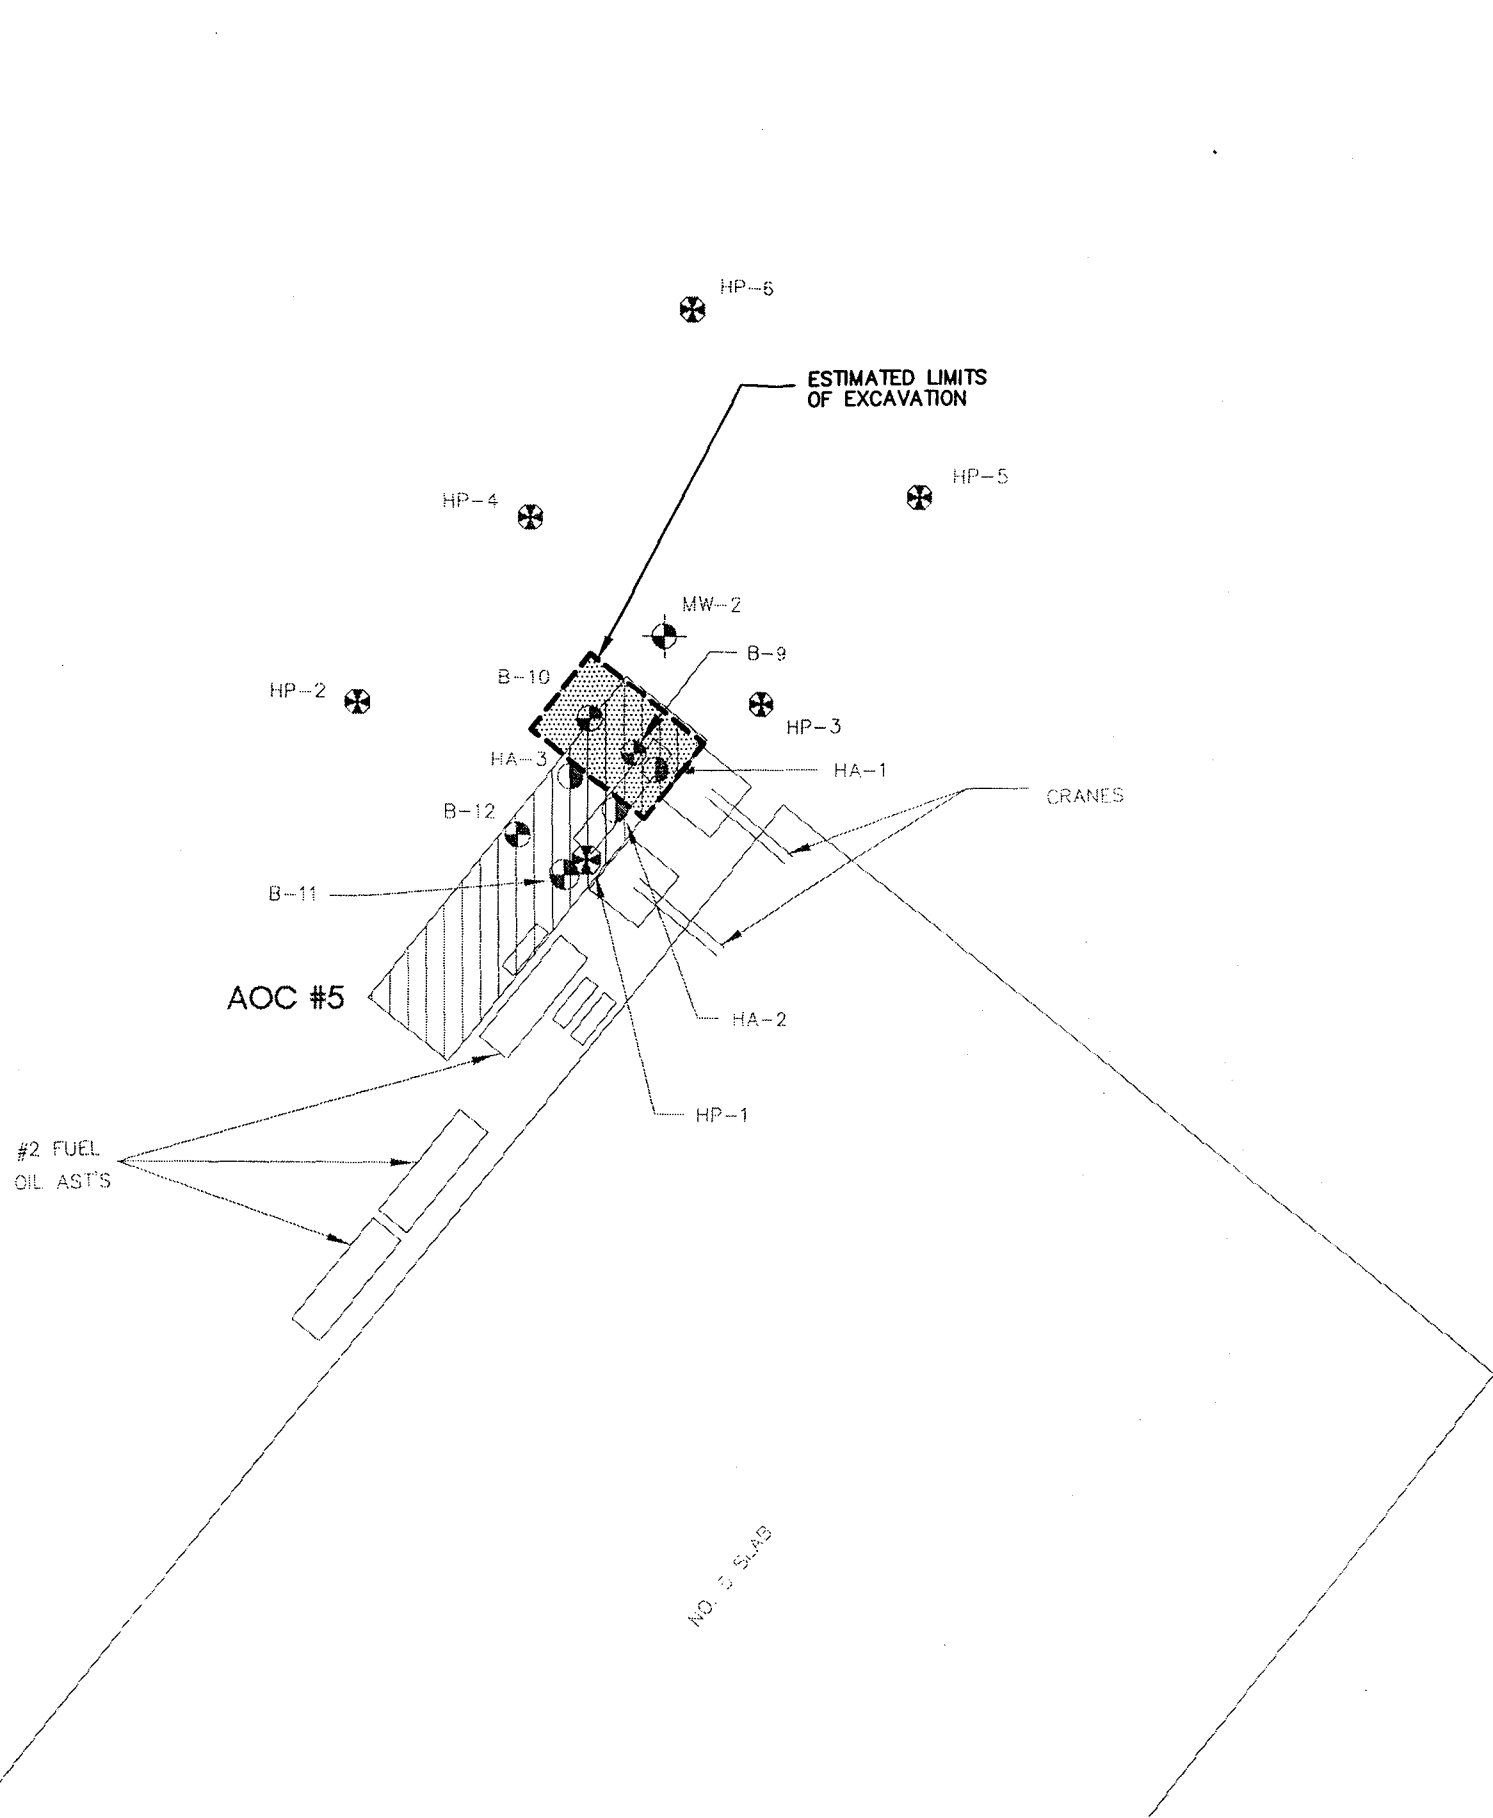 HP-6
ESTIMATED LIMITS
OF EXCAVATION
HP-5
HP-4
MW-2
B-9
B-10
HP-2
HP-3
HA-3
HA-1
CRANES
B-12
B-11
AOC #5
HA-2
HP-1
#2 FUEL
OIL AST'S
NO. 5 SLAB